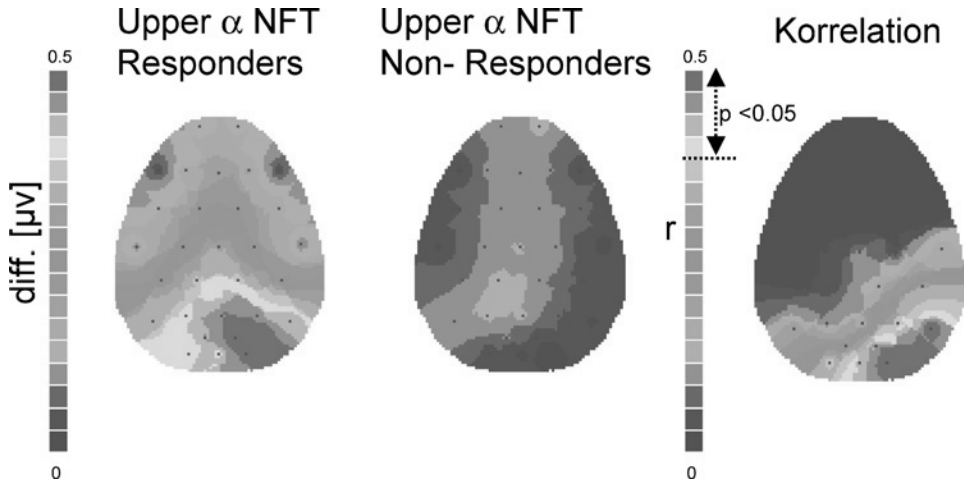 Upper α NFT
Responders
Upper α NFT
Non- Responders
Korrelation
0.5
diff. [μv]
0
0.5
p <0.05
r
0